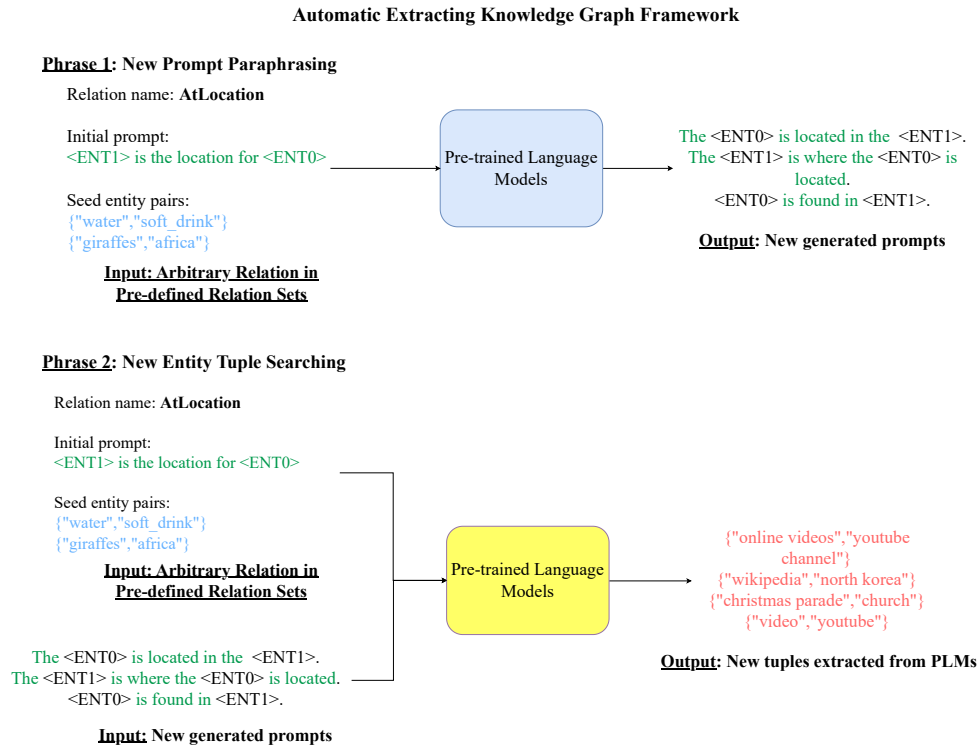 Automatic Extracting Knowledge Graph Framework
Phrase 1: New Prompt Paraphrasing
Relation name: AtLocation
Initial prompt:
<ENT1> is the location for <ENT0>
Seed entity pairs:
{"water","soft_drink"}
{"giraffes","africa"}
Input: Arbitrary Relation in
Pre-defined Relation Sets
Pre-trained Language
Models
The <ENT0> is located in the <ENT1>.
The <ENT1> is where the <ENT0> is
located.
<ENT0> is found in <ENT1>.
Output: New generated prompts
Phrase 2: New Entity Tuple Searching
Relation name: AtLocation
Initial prompt:
<ENT1> is the location for <ENT0>
Seed entity pairs:
{"water","soft_drink"}
{"giraffes","africa"}
Input: Arbitrary Relation in
Pre-defined Relation Sets
The <ENT0> is located in the <ENT1>.
The <ENT1> is where the <ENT0> is located.
<ENT0> is found in <ENT1>.
Input: New generated prompts
Pre-trained Language
Models
{"online videos","youtube
channel"}
{"wikipedia","north korea"}
{"christmas parade","church"}
{"video","youtube"}
Output: New tuples extracted from PLMs